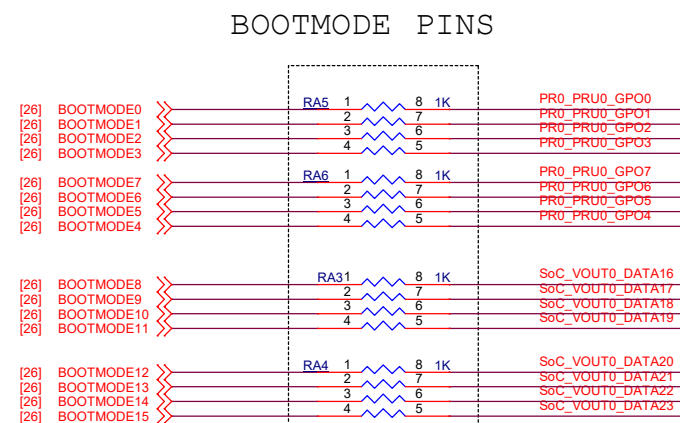 BOOTMODE PINS
[26] BOOTMODE0 RA5 1 8 1K PR0_PRU0_GPO0
[26] BOOTMODE1 2 7 PR0_PRU0_GPO1
[26] BOOTMODE2 3 6 PR0_PRU0_GPO2
[26] BOOTMODE3 4 5 PR0_PRU0_GPO3
[26] BOOTMODE7 RA6 1 8 1K PR0_PRU0_GPO7
[26] BOOTMODE6 2 7 PR0_PRU0_GPO6
[26] BOOTMODE5 3 6 PR0_PRU0_GPO5
[26] BOOTMODE4 4 5 PR0_PRU0_GPO4
[26] BOOTMODE8 RA31 8 1K SoC_VOUT0_DATA16
[26] BOOTMODE9 2 7 SoC_VOUT0_DATA17
[26] BOOTMODE10 3 6 SoC_VOUT0_DATA18
[26] BOOTMODE11 4 5 SoC_VOUT0_DATA19
[26] BOOTMODE12 RA4 1 8 1K SoC_VOUT0_DATA20
[26] BOOTMODE13 2 7 SoC_VOUT0_DATA21
[26] BOOTMODE14 3 6 SoC_VOUT0_DATA22
[26] BOOTMODE15 4 5 SoC_VOUT0_DATA23